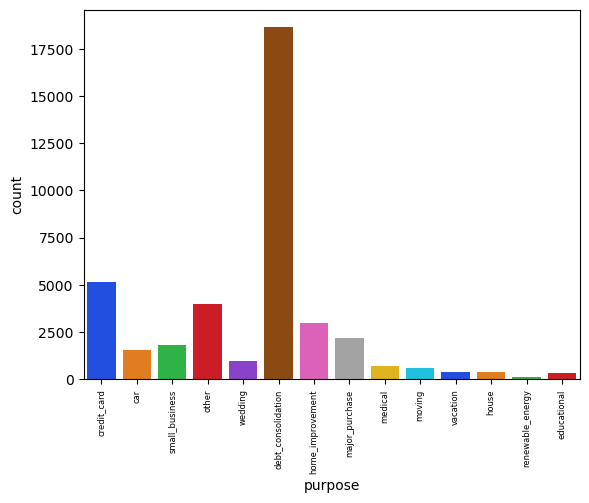 17500
15000
12500
10000
7500
5000
2500
0
count
credit_card
car
small_business
other
wedding
debt_consolidation
home_improvement
major_purchase
medical
moving
vacation
house
renewable_energy
educational
purpose